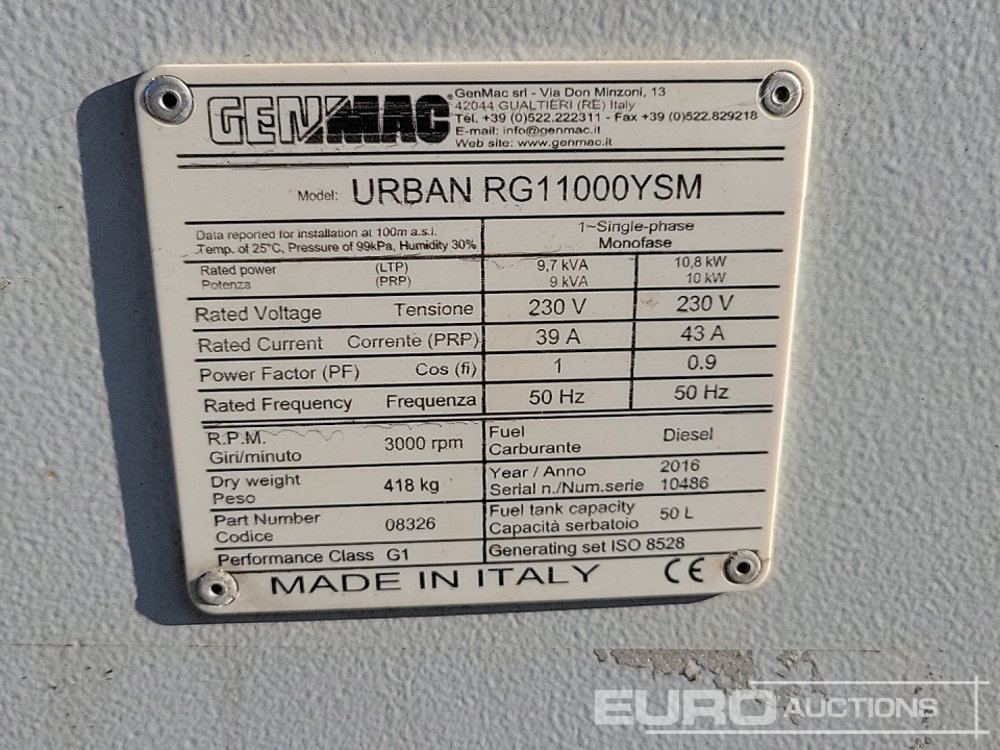 GENMAC®
GenMac srl - Via Don Minzoni, 13
42044 GUALTIERI (RE) Italy
Tel. +39 (0)522.222311 - Fax +39 (0)522.829218
E-mail: info@genmac.it
Web site: www.genmac.it
Model: URBAN RG11000YSM
Data reported for installation at 100m a.s.l.
Temp. of 25°C, Pressure of 99kPa, Humidity 30%
1~Single-phase
Monofase
Rated power (LTP) 9,7 kVA 10,8 kW
Potenza (PRP) 9 kVA 10 kW
Rated Voltage Tensione 230 V 230 V
Rated Current Corrente (PRP) 39 A 43 A
Power Factor (PF) Cos (fi) 1 0.9
Rated Frequency Frequenza 50 Hz 50 Hz
R.P.M.
Giri/minuto 3000 rpm
Fuel
Carburante Diesel
Dry weight
Peso 418 kg
Year / Anno 2016
Serial n./Num.serie 10486
Part Number
Codice 08326
Fuel tank capacity
Capacità serbatoio 50 L
Performance Class G1
Generating set ISO 8528
MADE IN ITALY CE
EURO AUCTIONS